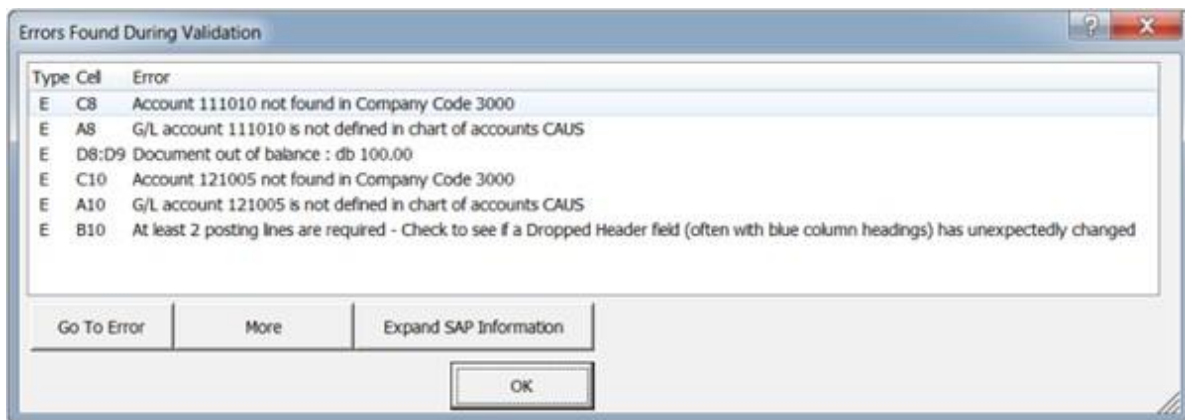 Errors Found During Validation
Type Cell Error
E C8 Account 111010 not found in Company Code 3000
E A8 G/L account 111010 is not defined in chart of accounts CAUS
E D8:D9 Document out of balance : db 100.00
E C10 Account 121005 not found in Company Code 3000
E A10 G/L account 121005 is not defined in chart of accounts CAUS
E B10 At least 2 posting lines are required - Check to see if a Dropped Header field (often with blue column headings) has unexpectedly changed
Go To Error More Expand SAP Information
OK